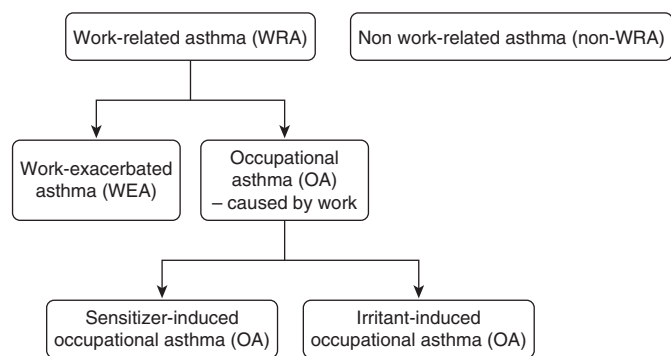 Work-related asthma (WRA)
Non work-related asthma (non-WRA)
Work-exacerbated
asthma (WEA)
Occupational
asthma (OA)
– caused by work
Sensitizer-induced
occupational asthma (OA)
Irritant-induced
occupational asthma (OA)